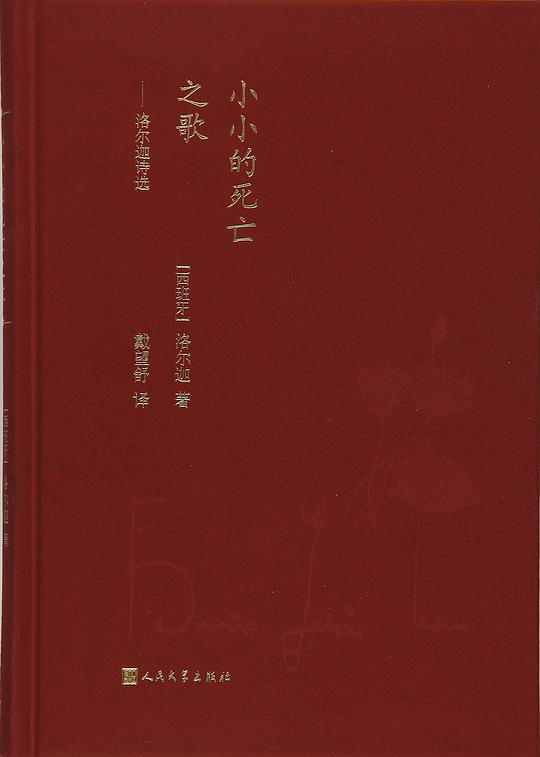 小小的死亡
之歌
——洛尔迦诗选
[西班牙] 洛尔迦 著
戴望舒 译
人民文学出版社